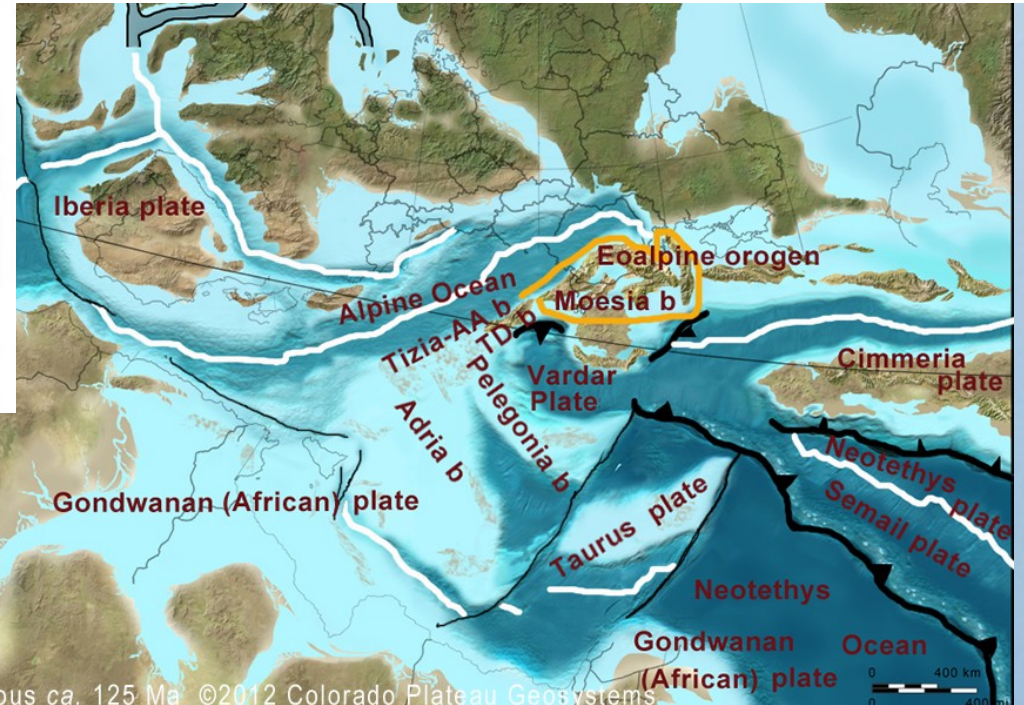 Iberia plate
Eoalpine orogen
Alpine Ocean
Moesia b
Tizia-AA b
TD b
Pelegonia b
Vardar
Plate
Cimmeria
plate
Adria b
Neotethys
plate
Semail plate
Gondwanan (African) plate
Taurus plate
Neotethys
Ocean
Gondwanan
(African) plate
0 400 km
ous ca. 125 Ma ©2012 Colorado Plateau Geosystems
0